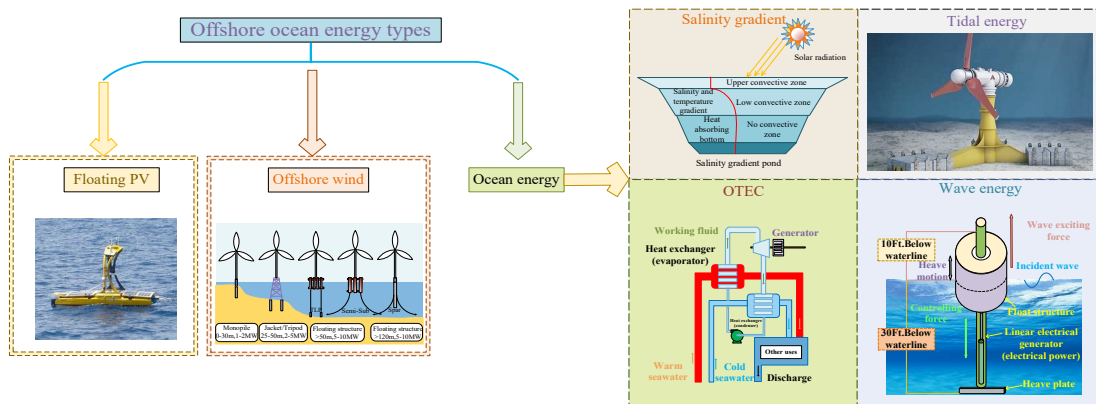 Offshore ocean energy types
Floating PV
Offshore wind
Ocean energy
TLP
Semi-Sub
Spar
Monopile
0-30m,1-2MW
Jacket/Tripod
25-50m,2-5MW
Floating structure
>50m,5-10MW
Floating structure
>120m,5-10MW
Salinity gradient
Solar radiation
Upper convective zone
Salinity and
temperature
gradient
Low convective zone
Heat
absorbing
bottom
No convective
zone
Salinity gradient pond
Tidal energy
OTEC
Working fluid
Generator
Heat exchanger
(evaporator)
Heat exchanger
(condenser)
Other uses
Warm
seawater
Cold
seawater
Discharge
Wave energy
Wave exciting
force
10Ft.Below
waterline
Heave
motion
Incident wave
Controlling
force
Float structure
30Ft.Below
waterline
Linear electrical
generator
(electrical power)
Heave plate